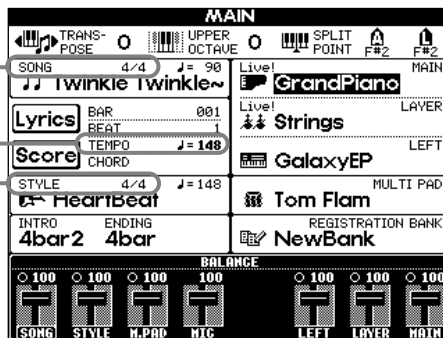 MAIN
TRANS-
POSE 0
UPPER
OCTAVE 0
SPLIT
POINT
A
F#2
L
F#2
SONG 4/4 ♩= 90
Twinkle Twinkle~
Live! MAIN
GrandPiano
Lyrics
BAR 001
BEAT 1
Live! LAYER
Strings
Score
TEMPO ♩= 148
CHORD
LEFT
GalaxyEP
STYLE 4/4 ♩= 148
HeartBeat
MULTI PAD
Tom Flam
INTRO ENDING
4bar2 4bar
REGISTRATION BANK
NewBank
BALANCE
100 100 100 100 100 100 100
SONG STYLE M.PAD MIC LEFT LAYER MAIN